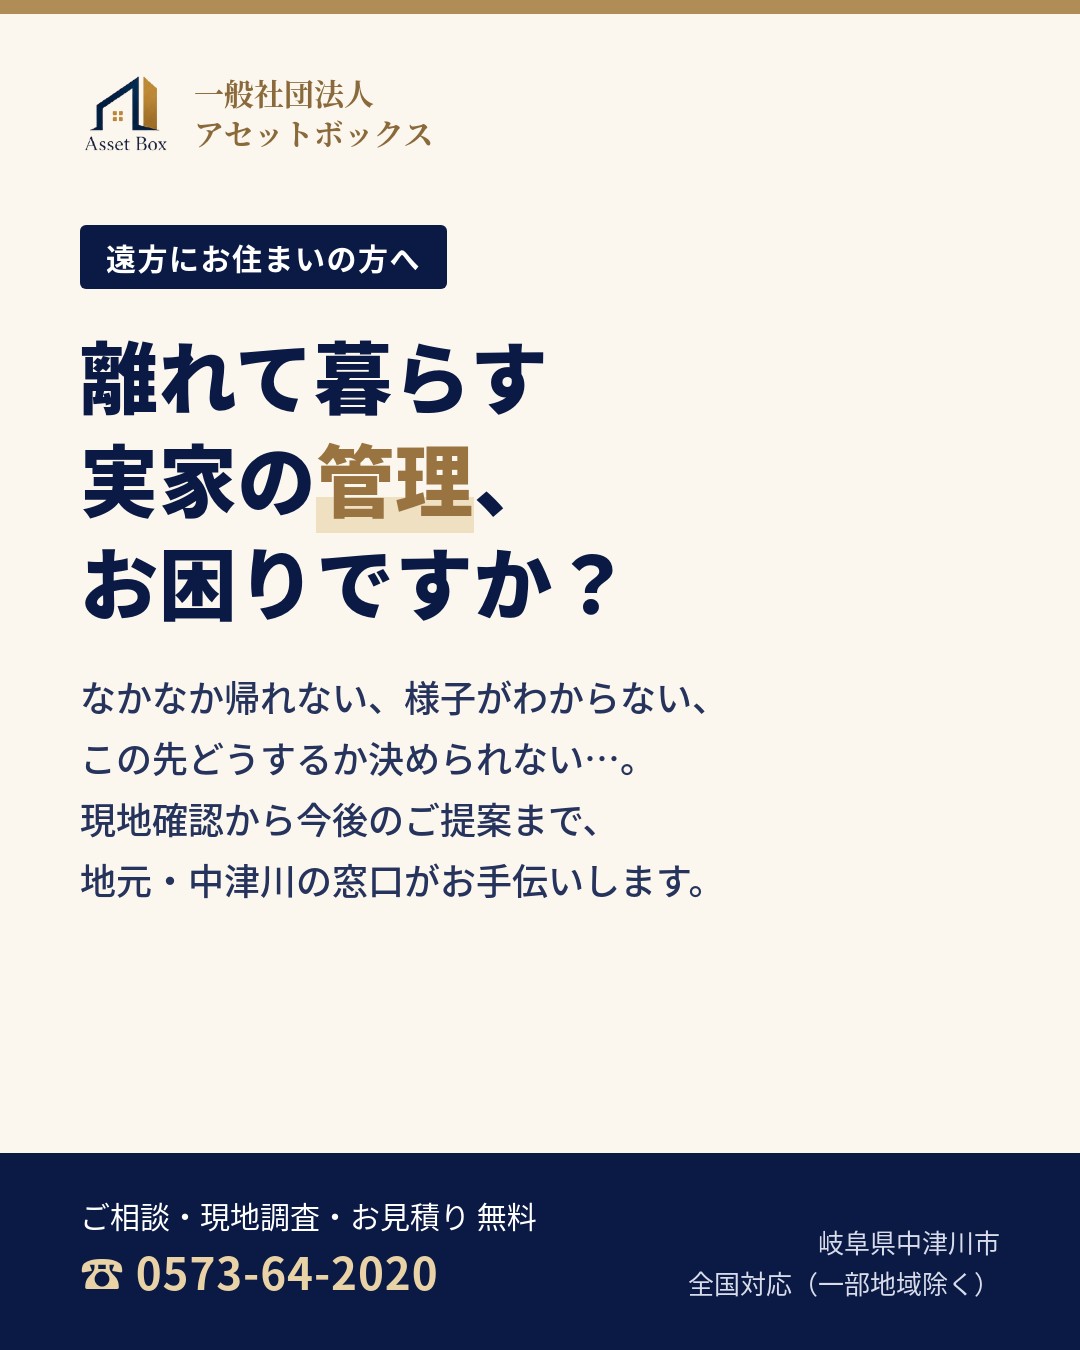 Asset Box
一般社団法人
アセットボックス
遠方にお住まいの方へ
離れて暮らす
実家の管理、
お困りですか？
なかなか帰れない、様子がわからない、
この先どうするか決められない…。
現地確認から今後のご提案まで、
地元・中津川の窓口がお手伝いします。
ご相談・現地調査・お見積り 無料
☎ 0573-64-2020
岐阜県中津川市
全国対応（一部地域除く）